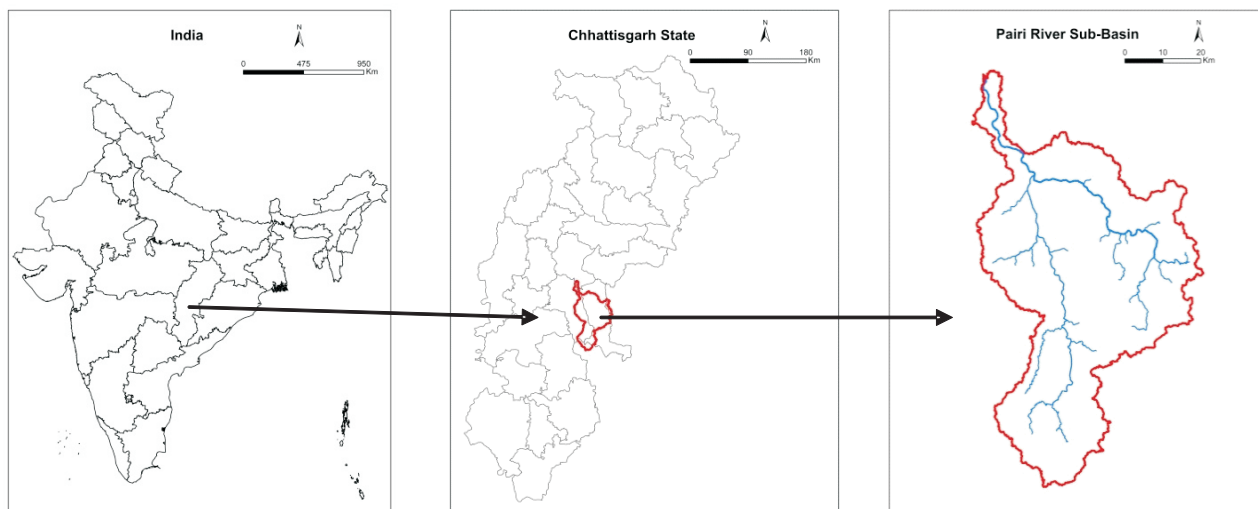 India
N
0 475 950
Km
Chhattisgarh State
N
0 90 180
Km
Pairi River Sub-Basin
N
0 10 20
Km